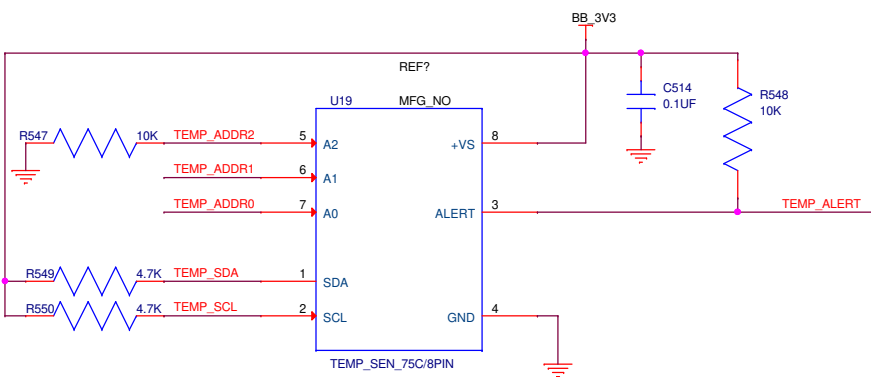 BB_3V3
REF?
U19 MFG_NO
C514
0.1UF
R548
10K
R547 10K TEMP_ADDR2 5 A2 +VS 8
TEMP_ADDR1 6 A1
TEMP_ADDR0 7 A0 ALERT 3 TEMP_ALERT
R549 4.7K TEMP_SDA 1 SDA
R550 4.7K TEMP_SCL 2 SCL GND 4
TEMP_SEN_75C/8PIN